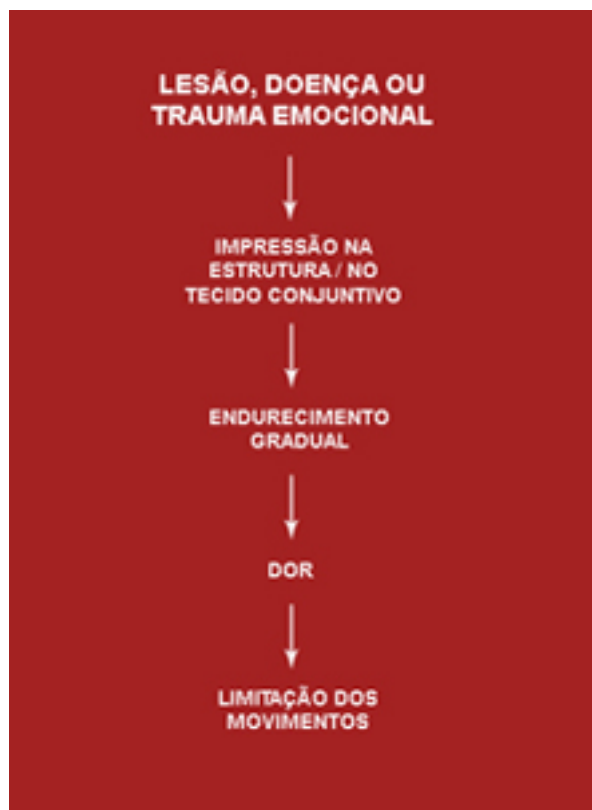 LESÃO, DOENÇA OU
TRAUMA EMOCIONAL
IMPRESSÃO NA
ESTRUTURA / NO
TECIDO CONJUNTIVO
ENDURECIMENTO
GRADUAL
DOR
LIMITAÇÃO DOS
MOVIMENTOS